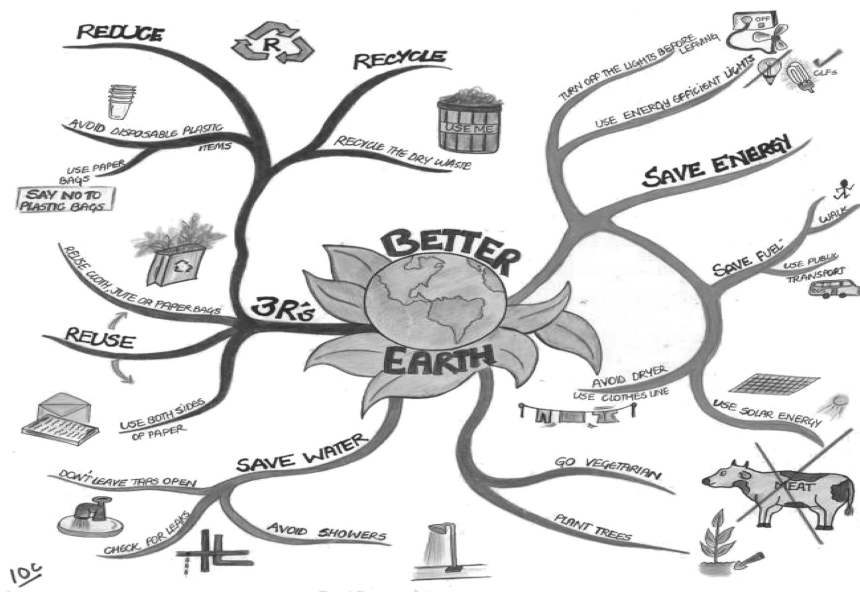 REDUCE
R
RECYCLE
AVOID DISPOSABLE PLASTIC
ITEMS
USE PAPER
BAGS
SAY NO TO
PLASTIC BAGS
USE ME
RECYCLE THE DRY WASTE
TURN OFF THE LIGHTS BEFORE
LEAVING
OFF
USE ENERGY EFFICIENT LIGHTS
CLFS
SAVE ENERGY
SAVE FUEL
WALK
USE PUBLIC
TRANSPORT
AVOID DRYER
USE CLOTHES LINE
USE SOLAR ENERGY
BETTER
EARTH
3R's
REUSE CLOTH, JUTE OR PAPER BAGS
REUSE
USE BOTH SIDES
OF PAPER
SAVE WATER
DON'T LEAVE TAPS OPEN
CHECK FOR LEAKS
AVOID SHOWERS
GO VEGETARIAN
MEAT
PLANT TREES
10C